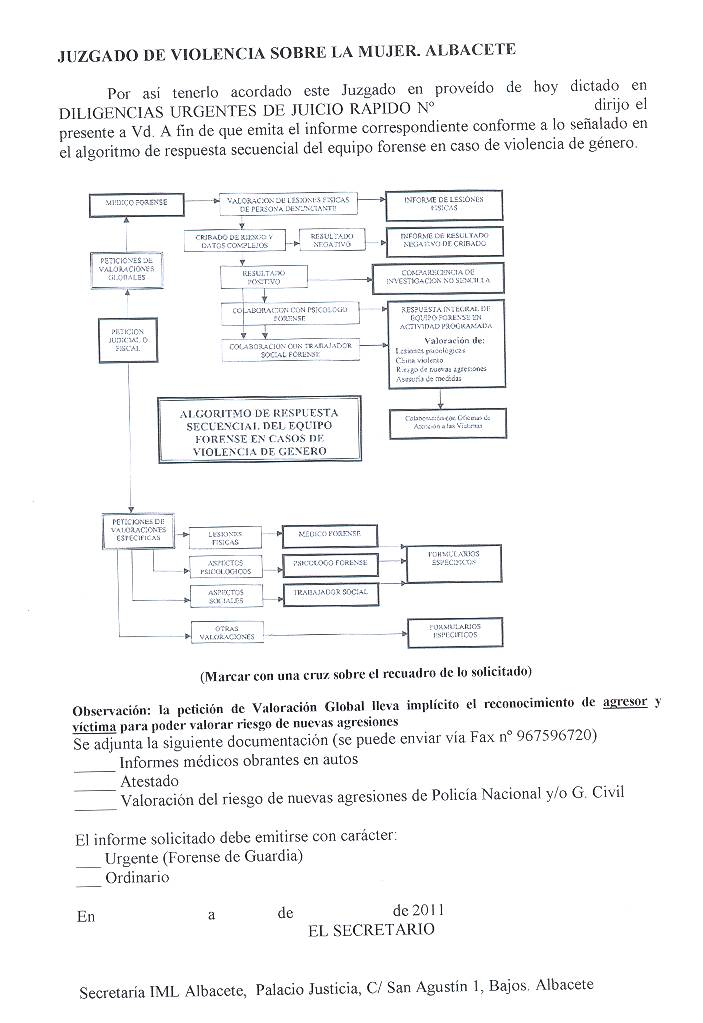 JUZGADO DE VIOLENCIA SOBRE LA MUJER. ALBACETE
Por así tenerlo acordado este Juzgado en proveído de hoy dictado en
DILIGENCIAS URGENTES DE JUICIO RAPIDO Nº dirijo el
presente a Vd. A fin de que emita el informe correspondiente conforme a lo señalado en
el algoritmo de respuesta secuencial del equipo forense en caso de violencia de género.
MEDICO FORENSE
VALORACION DE LESIONES FISICAS
DE PERSONA DENUNCIANTE
INFORME DE LESIONES
FISICAS
CRIBADO DE RIESGO Y
DATOS COMPLEJOS
RESULTADO
NEGATIVO
INFORME DE RESULTADO
NEGATIVO DE CRIBADO
PETICIONES DE
VALORACIONES
GLOBALES
RESULTADO
POSITIVO
COMPARECENCIA DE
INVESTIGACION NO SENCILLA
COLABORACION CON PSICOLOGO
FORENSE
RESPUESTA INTEGRAL DE
EQUIPO FORENSE EN
ACTIVIDAD PROGRAMADA
Valoración de:
Lesiones psicológicas
Clima violento
Riesgo de nuevas agresiones
Asesoría de medidas
PETICION
JUDICIAL O
FISCAL
COLABORACION CON TRABAJADOR
SOCIAL FORENSE
ALGORITMO DE RESPUESTA
SECUENCIAL DEL EQUIPO
FORENSE EN CASOS DE
VIOLENCIA DE GENERO
Colaboración con Oficinas de
Atención a las Víctimas
PETICIONES DE
VALORACIONES
ESPECIFICAS
LESIONES
FISICAS
MEDICO FORENSE
FORMULARIOS
ESPECIFICOS
ASPECTOS
PSICOLOGICOS
PSICOLOGO FORENSE
ASPECTOS
SOCIALES
TRABAJADOR SOCIAL
OTRAS
VALORACIONES
FORMULARIOS
ESPECIFICOS
(Marcar con una cruz sobre el recuadro de lo solicitado)
Observación: la petición de Valoración Global lleva implícito el reconocimiento de agresor y
víctima para poder valorar riesgo de nuevas agresiones
Se adjunta la siguiente documentación (se puede enviar vía Fax nº 967596720)
_____ Informes médicos obrantes en autos
_____ Atestado
_____ Valoración del riesgo de nuevas agresiones de Policía Nacional y/o G. Civil
El informe solicitado debe emitirse con carácter:
___ Urgente (Forense de Guardia)
___ Ordinario
En a de de 2011
EL SECRETARIO
Secretaría IML Albacete, Palacio Justicia, C/ San Agustín 1, Bajos. Albacete